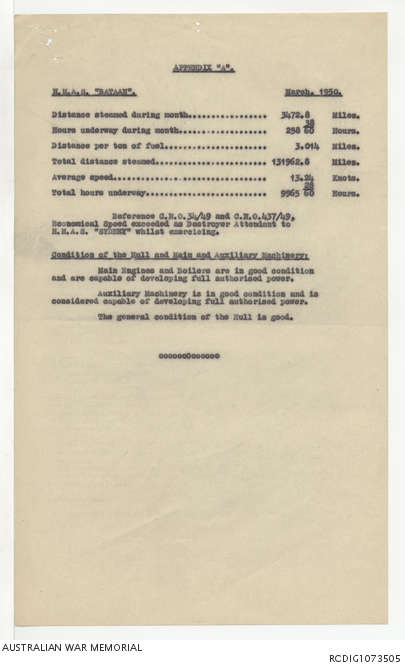 APPENDIX "A".
H.M.A.S. "BATAAN". March, 1950.
Distance steamed during month................... 3472.8 Miles.
Hours underway during month.................. 258 38/60 Hours.
Distance per ton of fuel.................... 3.014 Miles.
Total distance steamed................... 131962.8 Miles.
Average speed............................ 13.24 Knots.
Total hours underway..................... 9965 28/60 Hours.
Reference C.N.O.34/49 and C.N.O.437/49,
Economical Speed exceeded as Destroyer Attendant to
H.M.A.S. "SYDNEY" whilst exercising.
Condition of the Hull and Main and Auxiliary Machinery:
Main Engines and Boilers are in good condition
and are capable of developing full authorised power.
Auxiliary Machinery is in good condition and is
considered capable of developing full authorised power.
The general condition of the Hull is good.
ooooooOoooooo
AUSTRALIAN WAR MEMORIAL RCDIG1073505